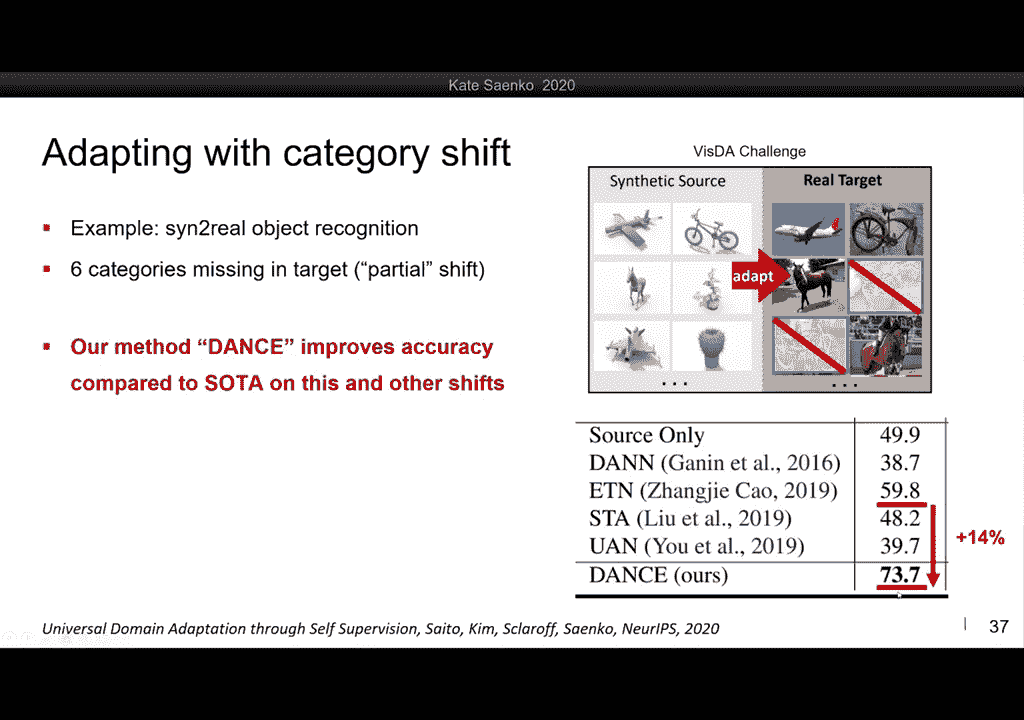 Kate Saenko 2020
Adapting with category shift
▪ Example: syn2real object recognition
▪ 6 categories missing in target (“partial” shift)
▪ Our method “DANCE” improves accuracy
compared to SOTA on this and other shifts
VisDA Challenge
Synthetic Source Real Target
adapt
. . . . . .
Source Only 49.9
DANN (Ganin et al., 2016) 38.7
ETN (Zhangjie Cao, 2019) 59.8
STA (Liu et al., 2019) 48.2
UAN (You et al., 2019) 39.7
DANCE (ours) 73.7
+14%
Universal Domain Adaptation through Self Supervision, Saito, Kim, Sclaroff, Saenko, NeurIPS, 2020
37